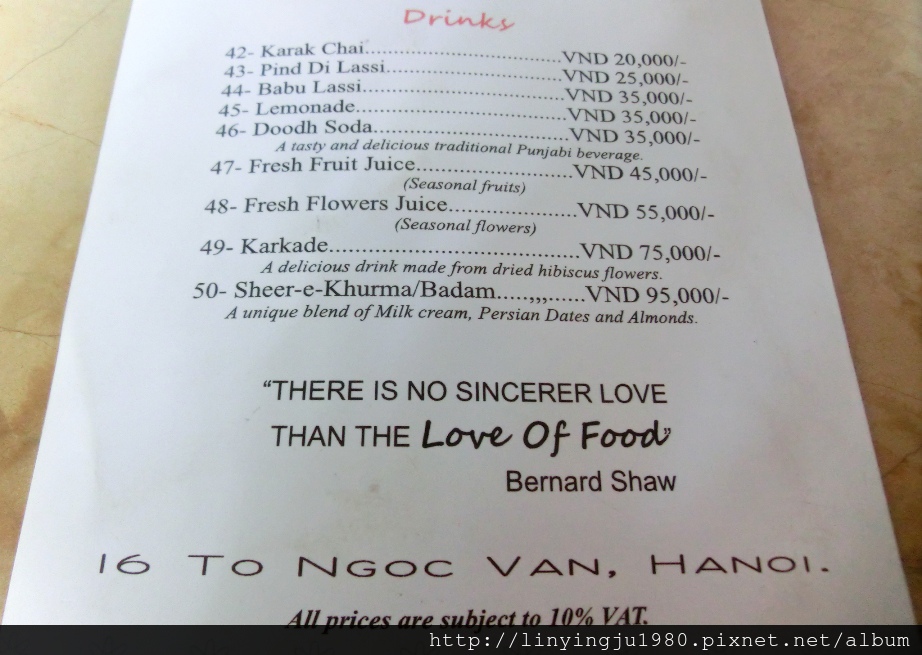 Drinks
42- Karak Chai..............................................VND 20,000/-
43- Pind Di Lassi..........................................VND 25,000/-
44- Babu Lassi...............................................VND 35,000/-
45- Lemonade................................................VND 35,000/-
46- Doodh Soda.............................................VND 35,000/-
A tasty and delicious traditional Punjabi beverage.
47- Fresh Fruit Juice...................................VND 45,000/-
(Seasonal fruits)
48- Fresh Flowers Juice.....................VND 55,000/-
(Seasonal flowers)
49- Karkade.........................................VND 75,000/-
A delicious drink made from dried hibiscus flowers.
50- Sheer-e-Khurma/Badam.....,,,,......VND 95,000/-
A unique blend of Milk cream, Persian Dates and Almonds.
“THERE IS NO SINCERER LOVE
THAN THE Love Of Food”
Bernard Shaw
16 To Ngoc Van, Hanoi.
All prices are subject to 10% VAT.
http://linyingju1980.pixnet.net/album